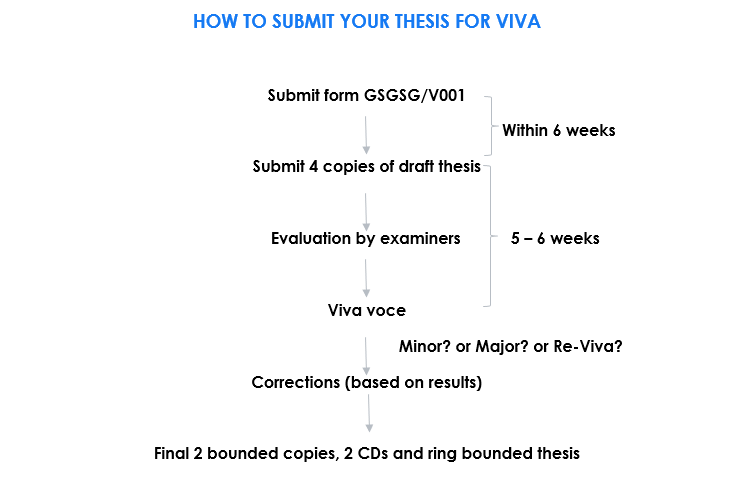 HOW TO SUBMIT YOUR THESIS FOR VIVA
Submit form GSGSG/V001
Within 6 weeks
Submit 4 copies of draft thesis
Evaluation by examiners
5 – 6 weeks
Viva voce
Minor? or Major? or Re-Viva?
Corrections (based on results)
Final 2 bounded copies, 2 CDs and ring bounded thesis